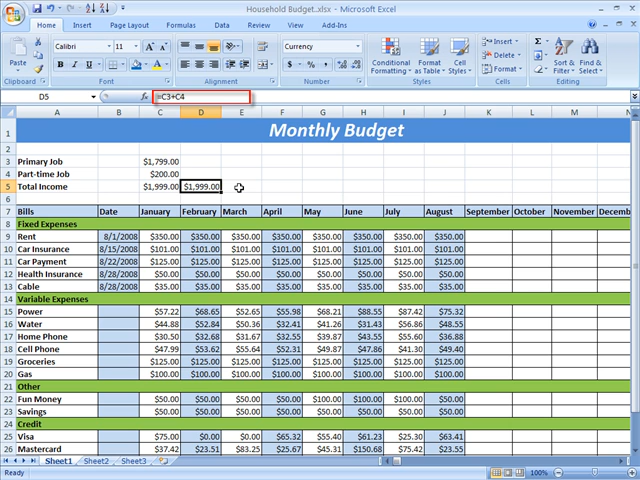 Household Budget.xlsx - Microsoft Excel
Home Insert Page Layout Formulas Data Review View Add-Ins
Calibri 11 Currency
Paste B I U $ % , Conditional Formatting Format as Table Cell Styles Insert Delete Format Σ Sort & Filter Find & Select
Clipboard Font Alignment Number Styles Cells Editing
D5 fx =C3+C4
A B C D E F G H I J K L M N
1 Monthly Budget
2
3 Primary Job $1,799.00
4 Part-time Job $200.00
5 Total Income $1,999.00 $1,999.00
6
7 Bills Date January February March April May June July August September October November Decemb
8 Fixed Expenses
9 Rent 8/1/2008 $350.00 $350.00 $350.00 $350.00 $350.00 $350.00 $350.00 $350.00
10 Car Insurance 8/15/2008 $101.00 $101.00 $101.00 $101.00 $101.00 $101.00 $101.00 $101.00
11 Car Payment 8/22/2008 $125.00 $125.00 $125.00 $125.00 $125.00 $125.00 $125.00 $125.00
12 Health Insurance 8/28/2008 $50.00 $50.00 $50.00 $50.00 $50.00 $50.00 $50.00 $50.00
13 Cable 8/28/2008 $35.00 $35.00 $35.00 $35.00 $35.00 $35.00 $35.00 $35.00
14 Variable Expenses
15 Power $57.22 $68.65 $52.65 $55.98 $68.21 $88.55 $87.42 $75.32
16 Water $44.88 $52.84 $50.36 $32.41 $41.26 $31.43 $56.86 $48.55
17 Home Phone $30.50 $32.68 $31.67 $32.55 $39.87 $43.55 $55.60 $36.88
18 Cell Phone $47.99 $53.62 $55.64 $52.31 $49.87 $47.86 $41.30 $49.40
19 Groceries $125.00 $125.00 $125.00 $125.00 $125.00 $125.00 $125.00 $125.00
20 Gas $100.00 $100.00 $100.00 $100.00 $100.00 $100.00 $100.00 $100.00
21 Other
22 Fun Money $50.00 $50.00 $50.00 $100.00 $50.00 $50.00 $100.00 $100.00
23 Savings $50.00 $50.00 $50.00 $50.00 $50.00 $50.00 $50.00 $50.00
24 Credit
25 Visa $75.00 $0.00 $0.00 $65.32 $55.40 $61.23 $25.30 $63.41
26 Mastercard $37.42 $23.51 $83.25 $25.67 $45.31 $150.68 $75.42 $23.55
Sheet1 Sheet2 Sheet3
Ready 100%